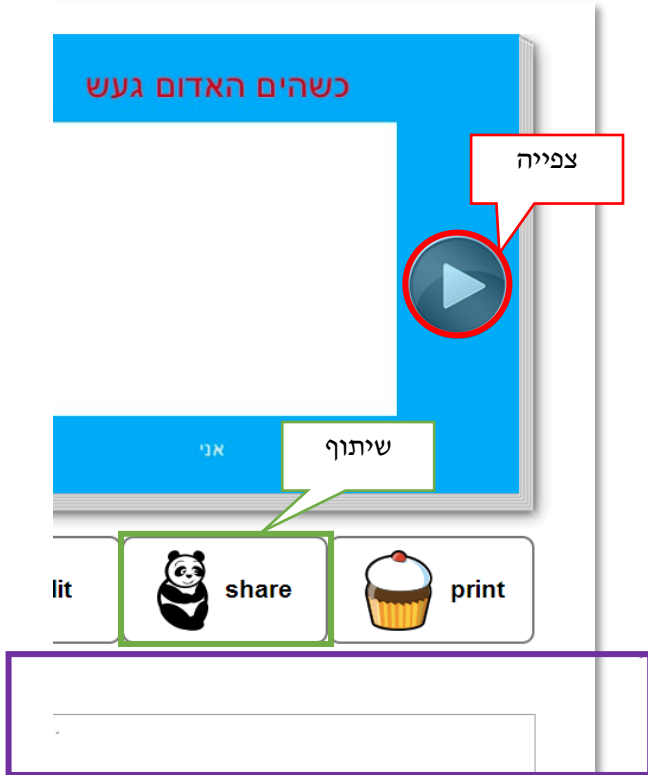 כשהים האדום געש
צפייה
אני
שיתוף
lit
share
print